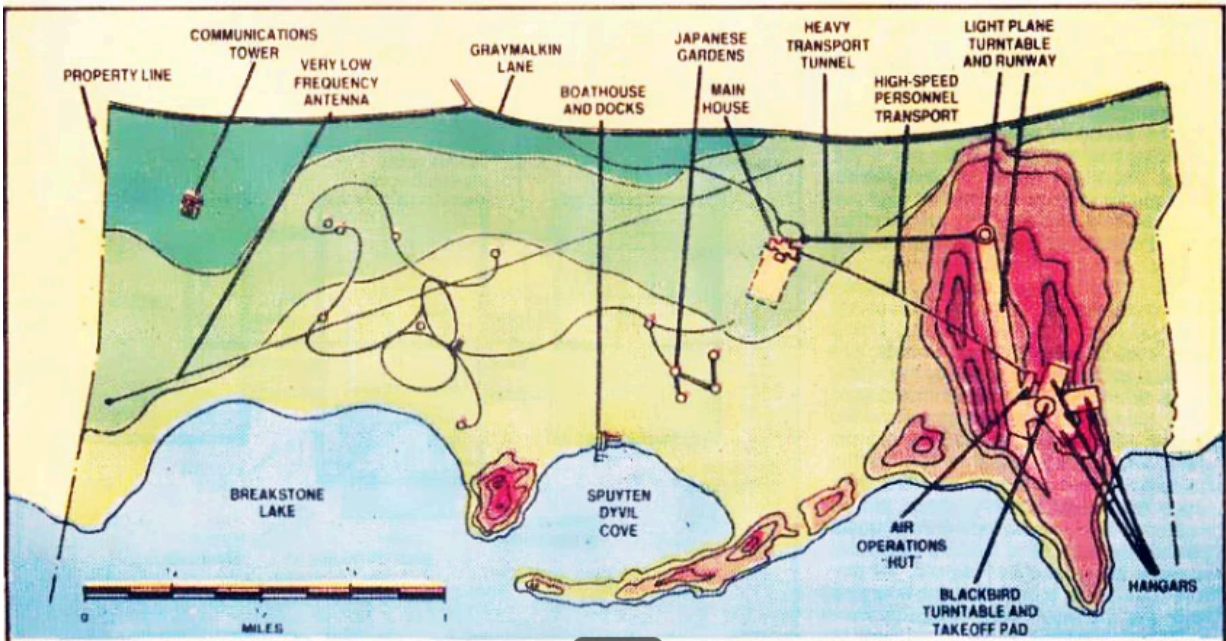 PROPERTY LINE
COMMUNICATIONS
TOWER
VERY LOW
FREQUENCY
ANTENNA
GRAYMALKIN
LANE
BOATHOUSE
AND DOCKS
JAPANESE
GARDENS
MAIN
HOUSE
HEAVY
TRANSPORT
TUNNEL
HIGH-SPEED
PERSONNEL
TRANSPORT
LIGHT PLANE
TURNTABLE
AND RUNWAY
BREAKSTONE
LAKE
SPUYTEN
DYVIL
COVE
AIR
OPERATIONS
"HUT"
BLACKBIRD
TURNTABLE AND
TAKEOFF PAD
HANGARS
0 .5 1
MILES